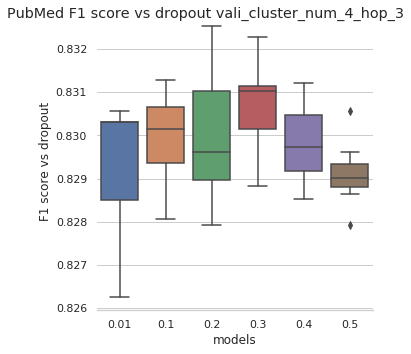 PubMed F1 score vs dropout vali_cluster_num_4_hop_3
F1 score vs dropout
0.832
0.831
0.830
0.829
0.828
0.827
0.826
0.01 0.1 0.2 0.3 0.4 0.5
models